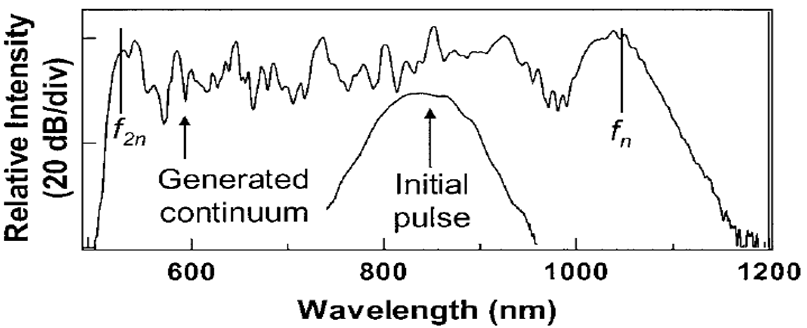 Relative Intensity
(20 dB/div)
f2n
Generated
continuum
Initial
pulse
fn
600
800
1000
1200
Wavelength (nm)